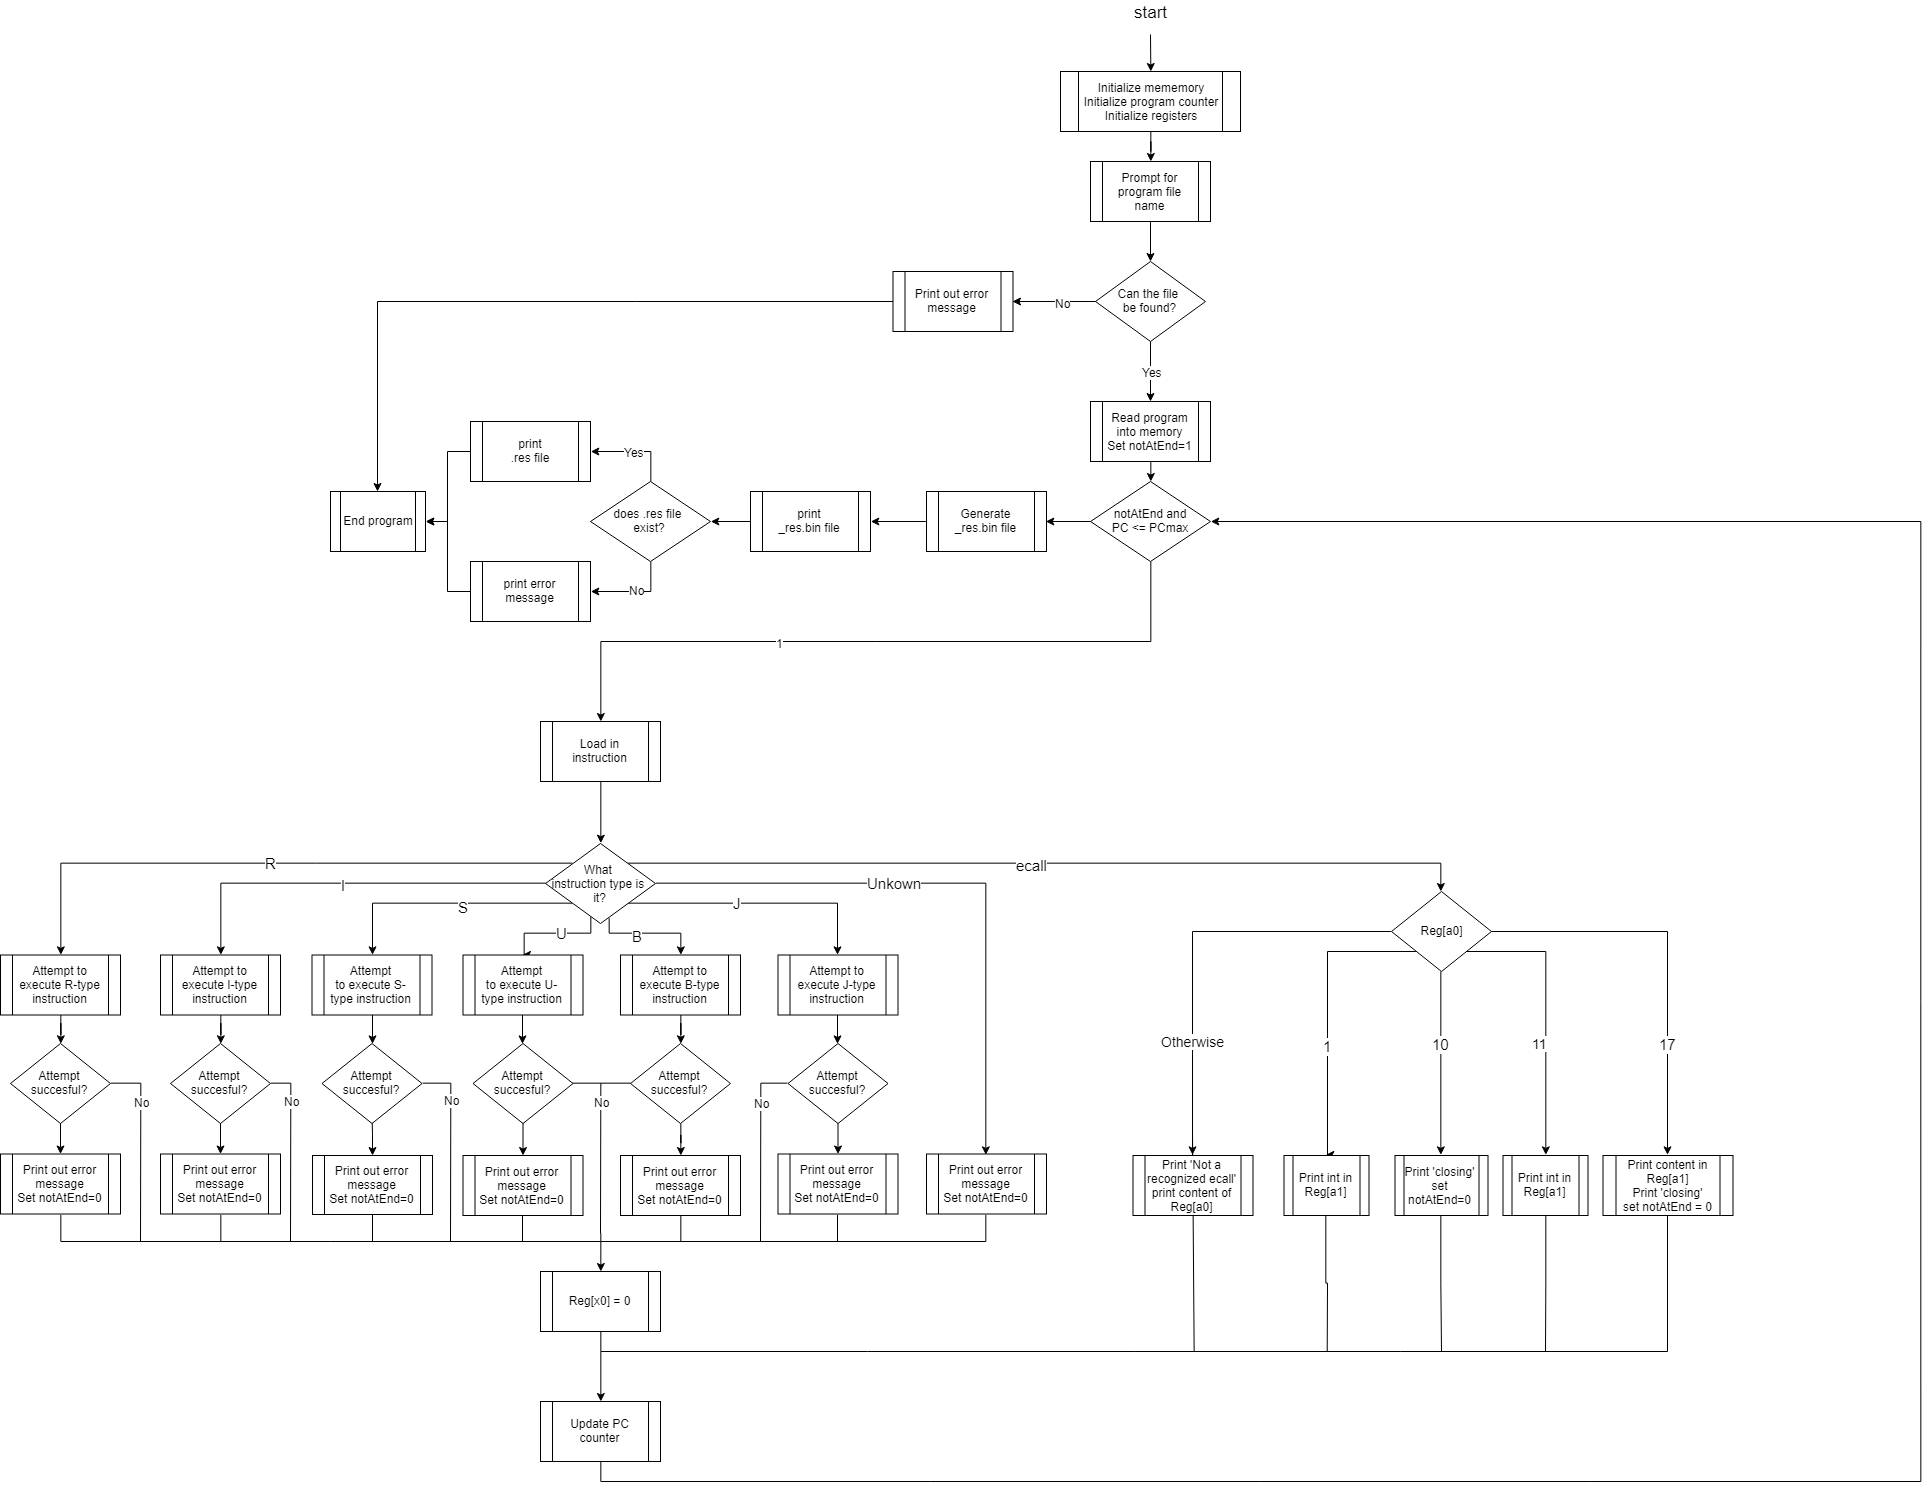 start
Initialize mememory
Initialize program counter
Initialize registers
Prompt for
program file
name
Can the file
be found?
No
Print out error
message
Yes
Read program
into memory
Set notAtEnd=1
notAtEnd and
PC <= PCmax
Generate
_res.bin file
print
_res.bin file
does .res file
exist?
Yes
print
.res file
No
print error
message
End program
1
Load in
instruction
What
instruction type is
it?
R
I
S
U
B
J
Unkown
ecall
Attempt to
execute R-type
instruction
Attempt to
execute I-type
instruction
Attempt
to execute S-
type instruction
Attempt
to execute U-
type instruction
Attempt to
execute B-type
instruction
Attempt to
execute J-type
instruction
Attempt
succesful?
No
Attempt
succesful?
No
Attempt
succesful?
No
Attempt
succesful?
No
Attempt
succesful?
No
Attempt
succesful?
Print out error
message
Set notAtEnd=0
Print out error
message
Set notAtEnd=0
Print out error
message
Set notAtEnd=0
Print out error
message
Set notAtEnd=0
Print out error
message
Set notAtEnd=0
Print out error
message
Set notAtEnd=0
Print out error
message
Set notAtEnd=0
Reg[a0]
Otherwise
1
10
11
17
Print 'Not a
recognized ecall'
print content of
Reg[a0]
Print int in
Reg[a1]
Print 'closing'
set
notAtEnd=0
Print int in
Reg[a1]
Print content in
Reg[a1]
Print 'closing'
set notAtEnd = 0
Reg[x0] = 0
Update PC
counter